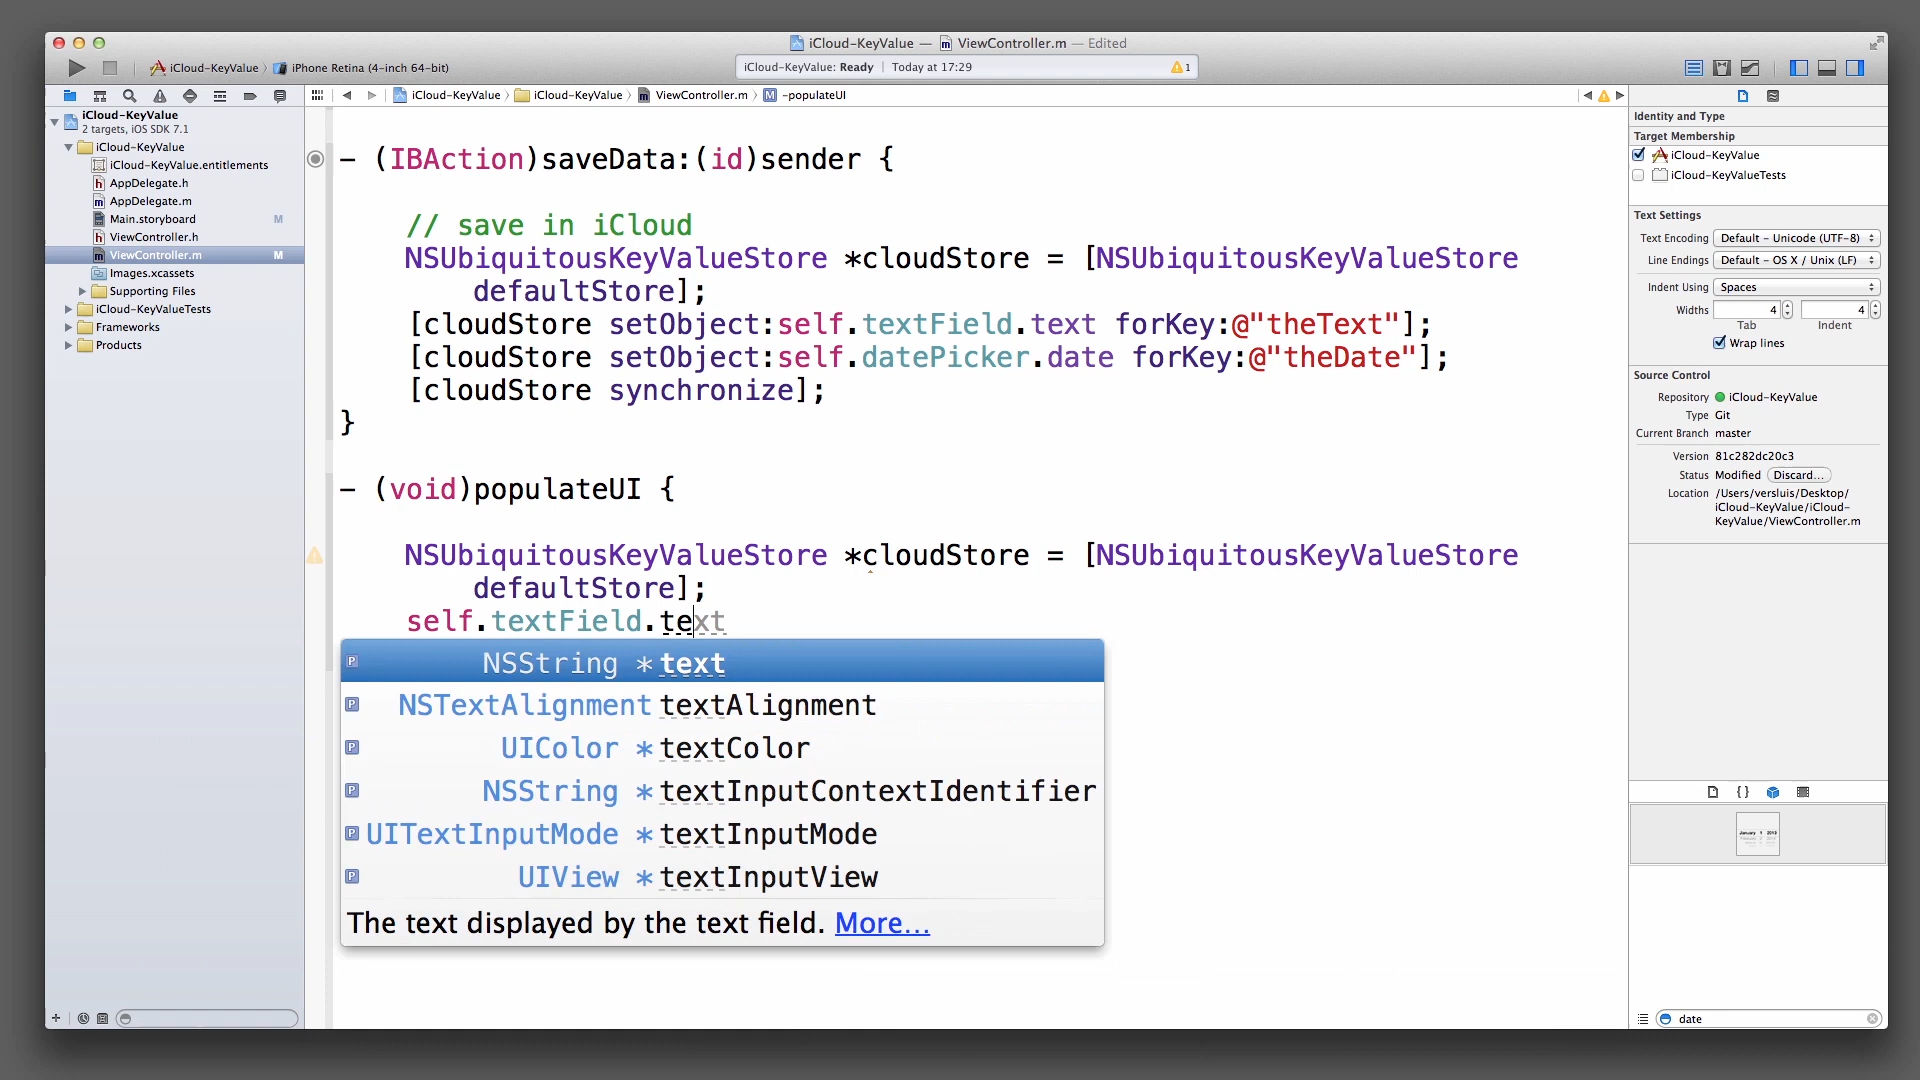 iCloud-KeyValue — ViewController.m — Edited
iCloud-KeyValue 〉 iPhone Retina (4-inch 64-bit)
iCloud-KeyValue: Ready | Today at 17:29
1
iCloud-KeyValue 〉 iCloud-KeyValue 〉 ViewController.m 〉 M -populateUI
iCloud-KeyValue
2 targets, iOS SDK 7.1
iCloud-KeyValue
iCloud-KeyValue.entitlements
AppDelegate.h
AppDelegate.m
Main.storyboard M
ViewController.h
ViewController.m M
Images.xcassets
Supporting Files
iCloud-KeyValueTests
Frameworks
Products
- (IBAction)saveData:(id)sender {
// save in iCloud
NSUbiquitousKeyValueStore *cloudStore = [NSUbiquitousKeyValueStore
defaultStore];
[cloudStore setObject:self.textField.text forKey:@"theText"];
[cloudStore setObject:self.datePicker.date forKey:@"theDate"];
[cloudStore synchronize];
}
- (void)populateUI {
NSUbiquitousKeyValueStore *cloudStore = [NSUbiquitousKeyValueStore
defaultStore];
self.textField.text
P NSString * text
P NSTextAlignment textAlignment
P UIColor * textColor
P NSString * textInputContextIdentifier
P UITextInputMode * textInputMode
P UIView * textInputView
The text displayed by the text field. More...
Identity and Type
Target Membership
iCloud-KeyValue
iCloud-KeyValueTests
Text Settings
Text Encoding Default - Unicode (UTF-8)
Line Endings Default - OS X / Unix (LF)
Indent Using Spaces
Widths 4 4
Tab Indent
Wrap lines
Source Control
Repository iCloud-KeyValue
Type Git
Current Branch master
Version 81c282dc20c3
Status Modified Discard...
Location /Users/versluis/Desktop/
iCloud-KeyValue/iCloud-
KeyValue/ViewController.m
{ }
January 1 2013
date